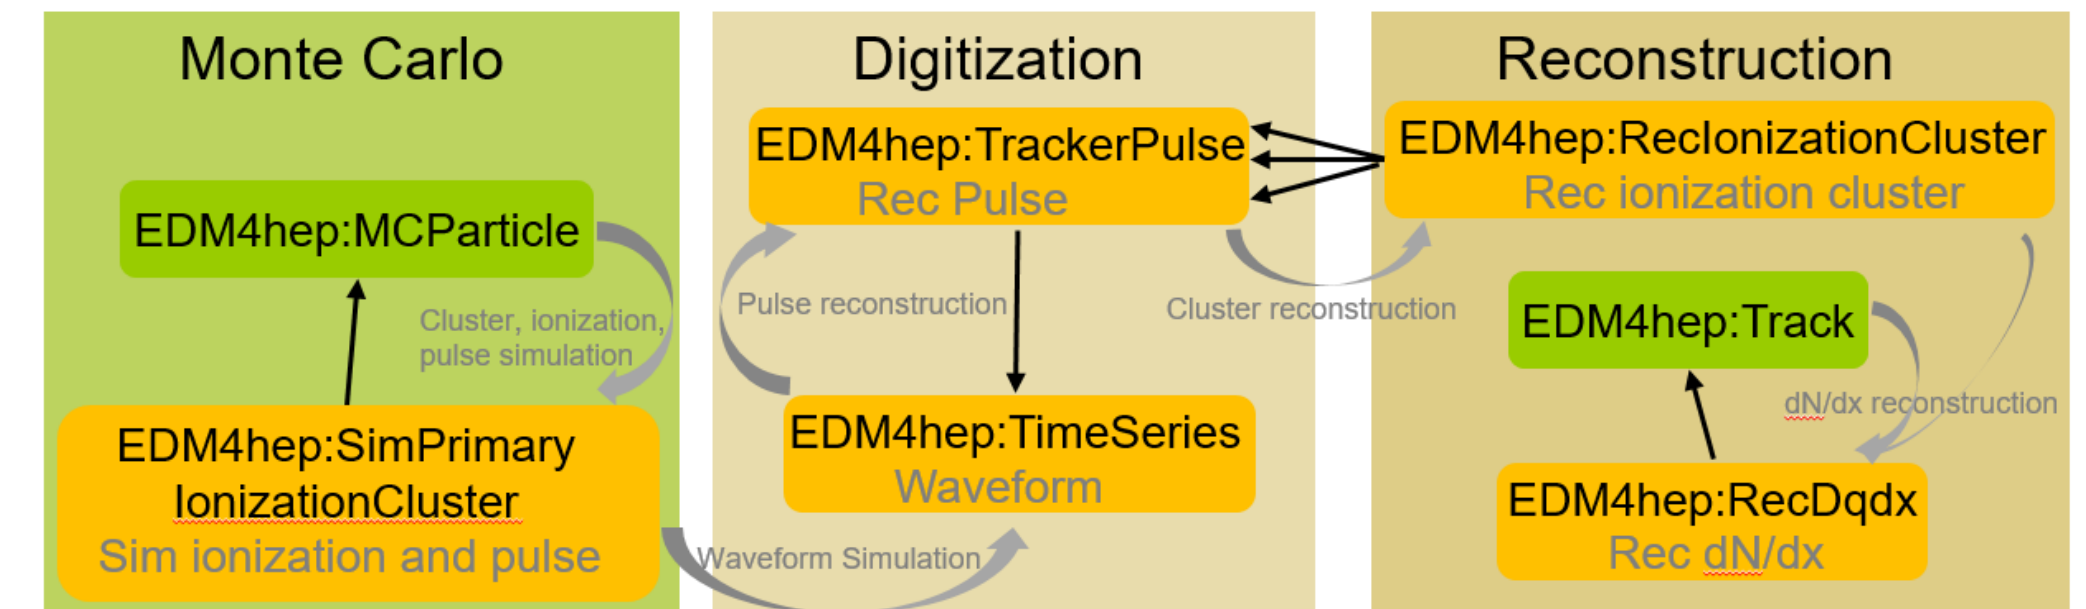 Monte Carlo
EDM4hep:MCParticle
Cluster, ionization,
pulse simulation
EDM4hep:SimPrimary
IonizationCluster
Sim ionization and pulse
Waveform Simulation
Digitization
EDM4hep:TrackerPulse
Rec Pulse
Pulse reconstruction
EDM4hep:TimeSeries
Waveform
Cluster reconstruction
Reconstruction
EDM4hep:RecIonizationCluster
Rec ionization cluster
EDM4hep:Track
dN/dx reconstruction
EDM4hep:RecDqdx
Rec dN/dx